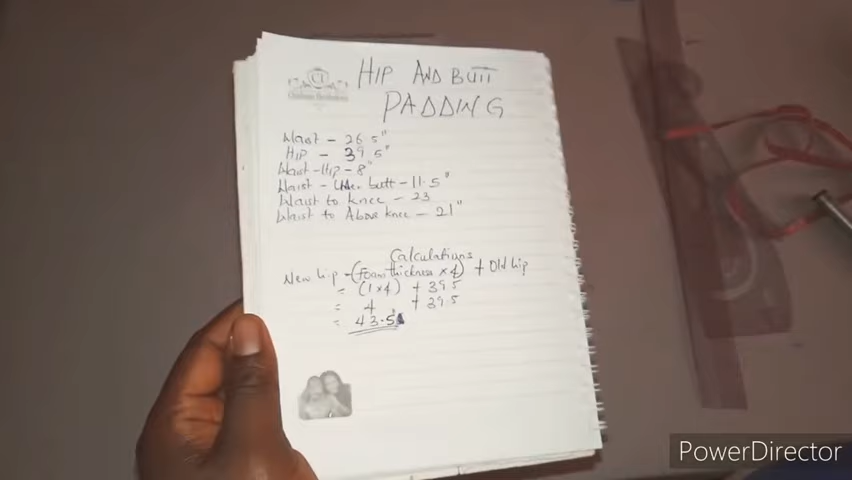 HIP AND BUTT
PADDING
Waist - 26.5"
HIP - 39.5"
Waist-Hip - 8"
Waist - Under butt - 11.5"
Waist to knee - 23
Waist to Above knee - 21"
Calculations
New hip = (foam thickness × 4) + Old hip
= (1 × 4) + 39.5
= 4 + 39.5
= 43.5"
PowerDirector